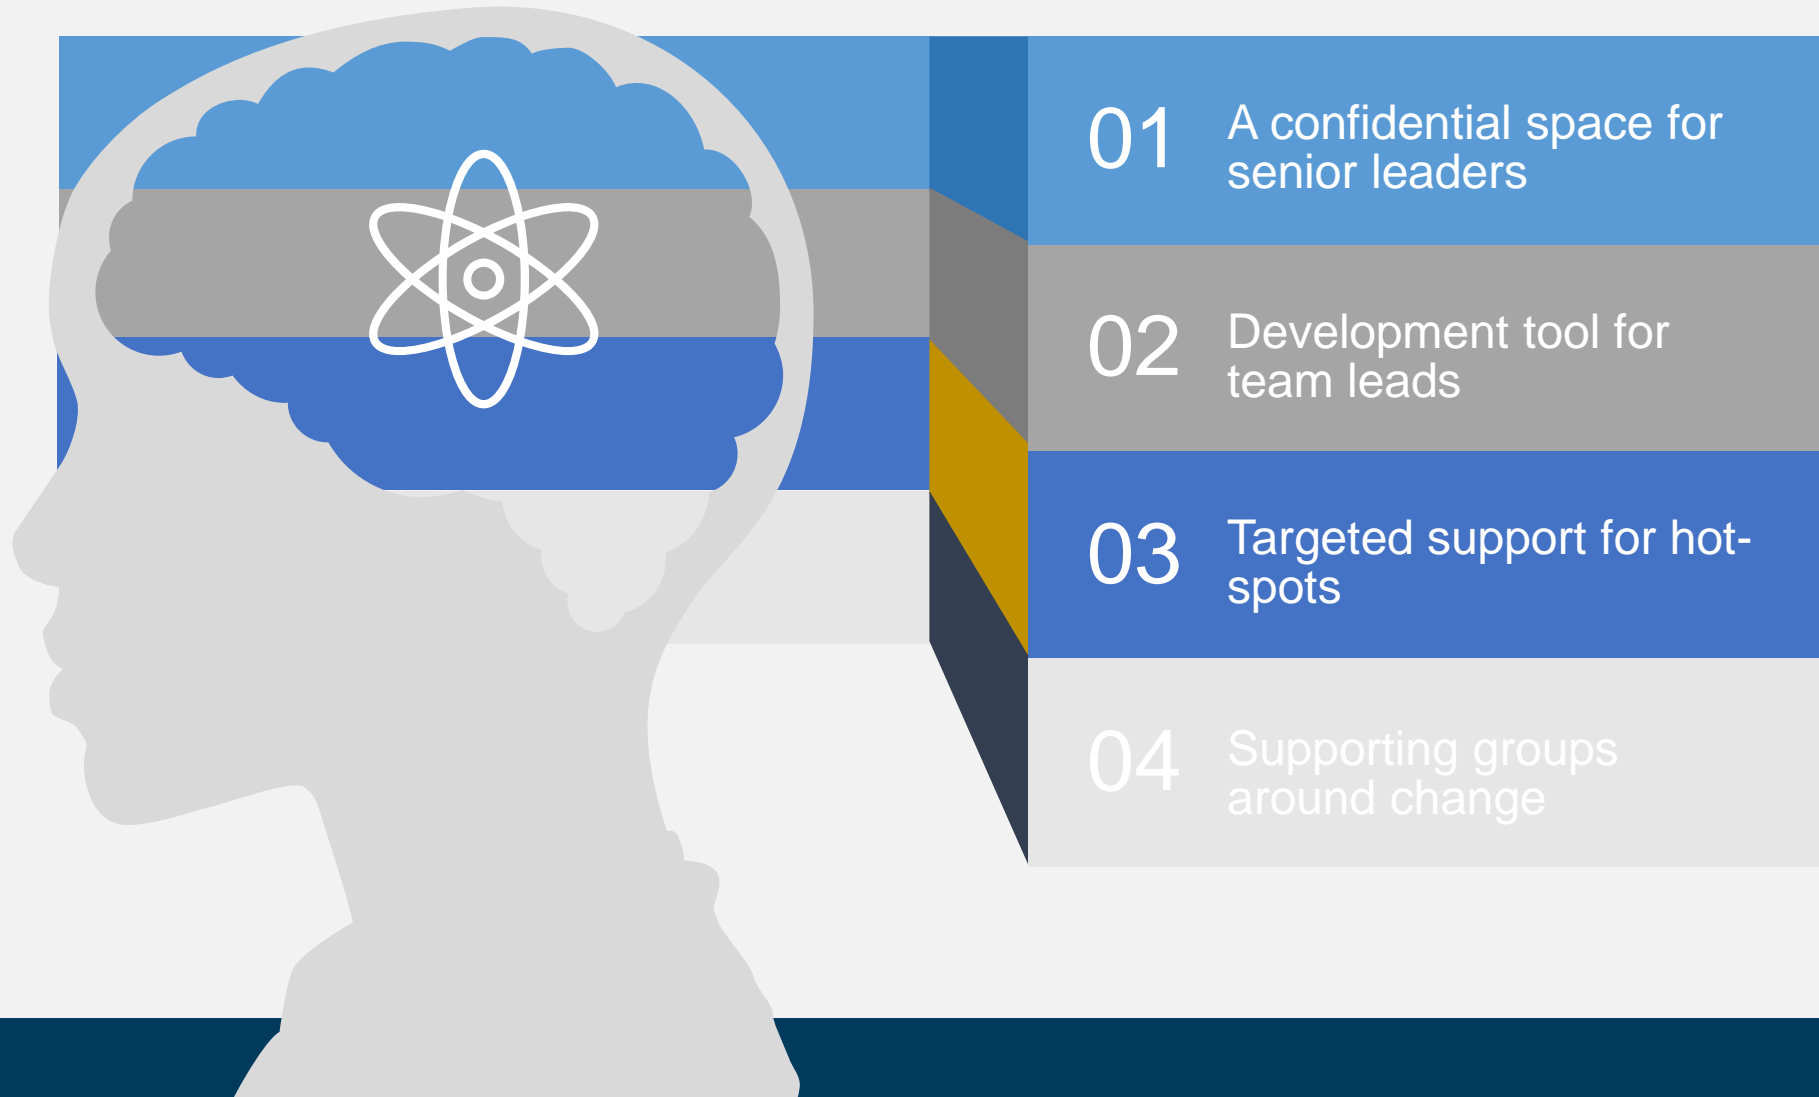 01
A confidential space for
senior leaders
02
Development tool for
team leads
03
Targeted support for hot-
spots
04
Supporting groups
around change